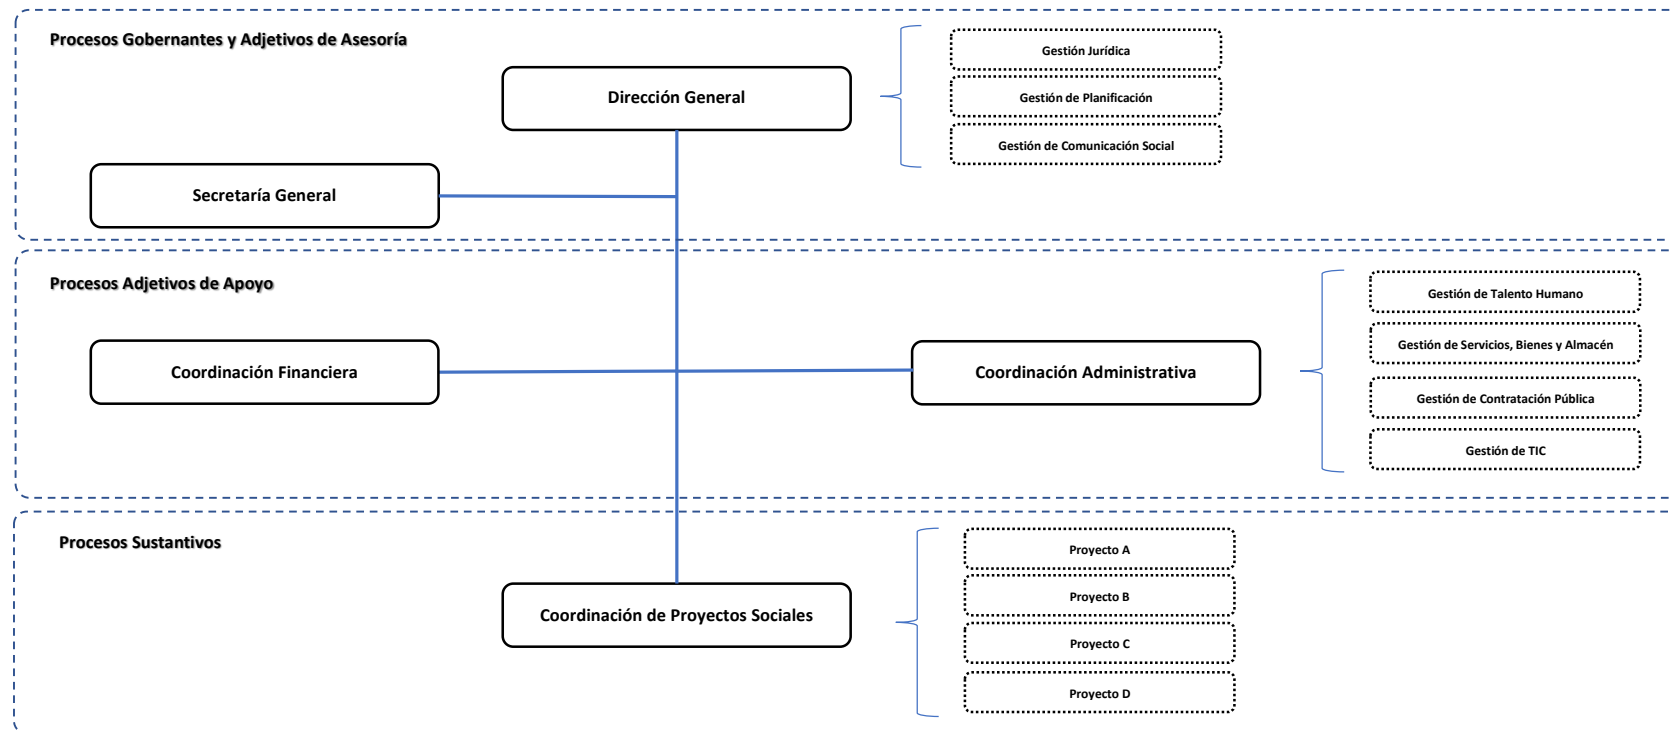 Procesos Gobernantes y Adjetivos de Asesoría
Dirección General
Gestión Jurídica
Gestión de Planificación
Gestión de Comunicación Social
Secretaría General
Procesos Adjetivos de Apoyo
Coordinación Financiera
Coordinación Administrativa
Gestión de Talento Humano
Gestión de Servicios, Bienes y Almacén
Gestión de Contratación Pública
Gestión de TIC
Procesos Sustantivos
Coordinación de Proyectos Sociales
Proyecto A
Proyecto B
Proyecto C
Proyecto D